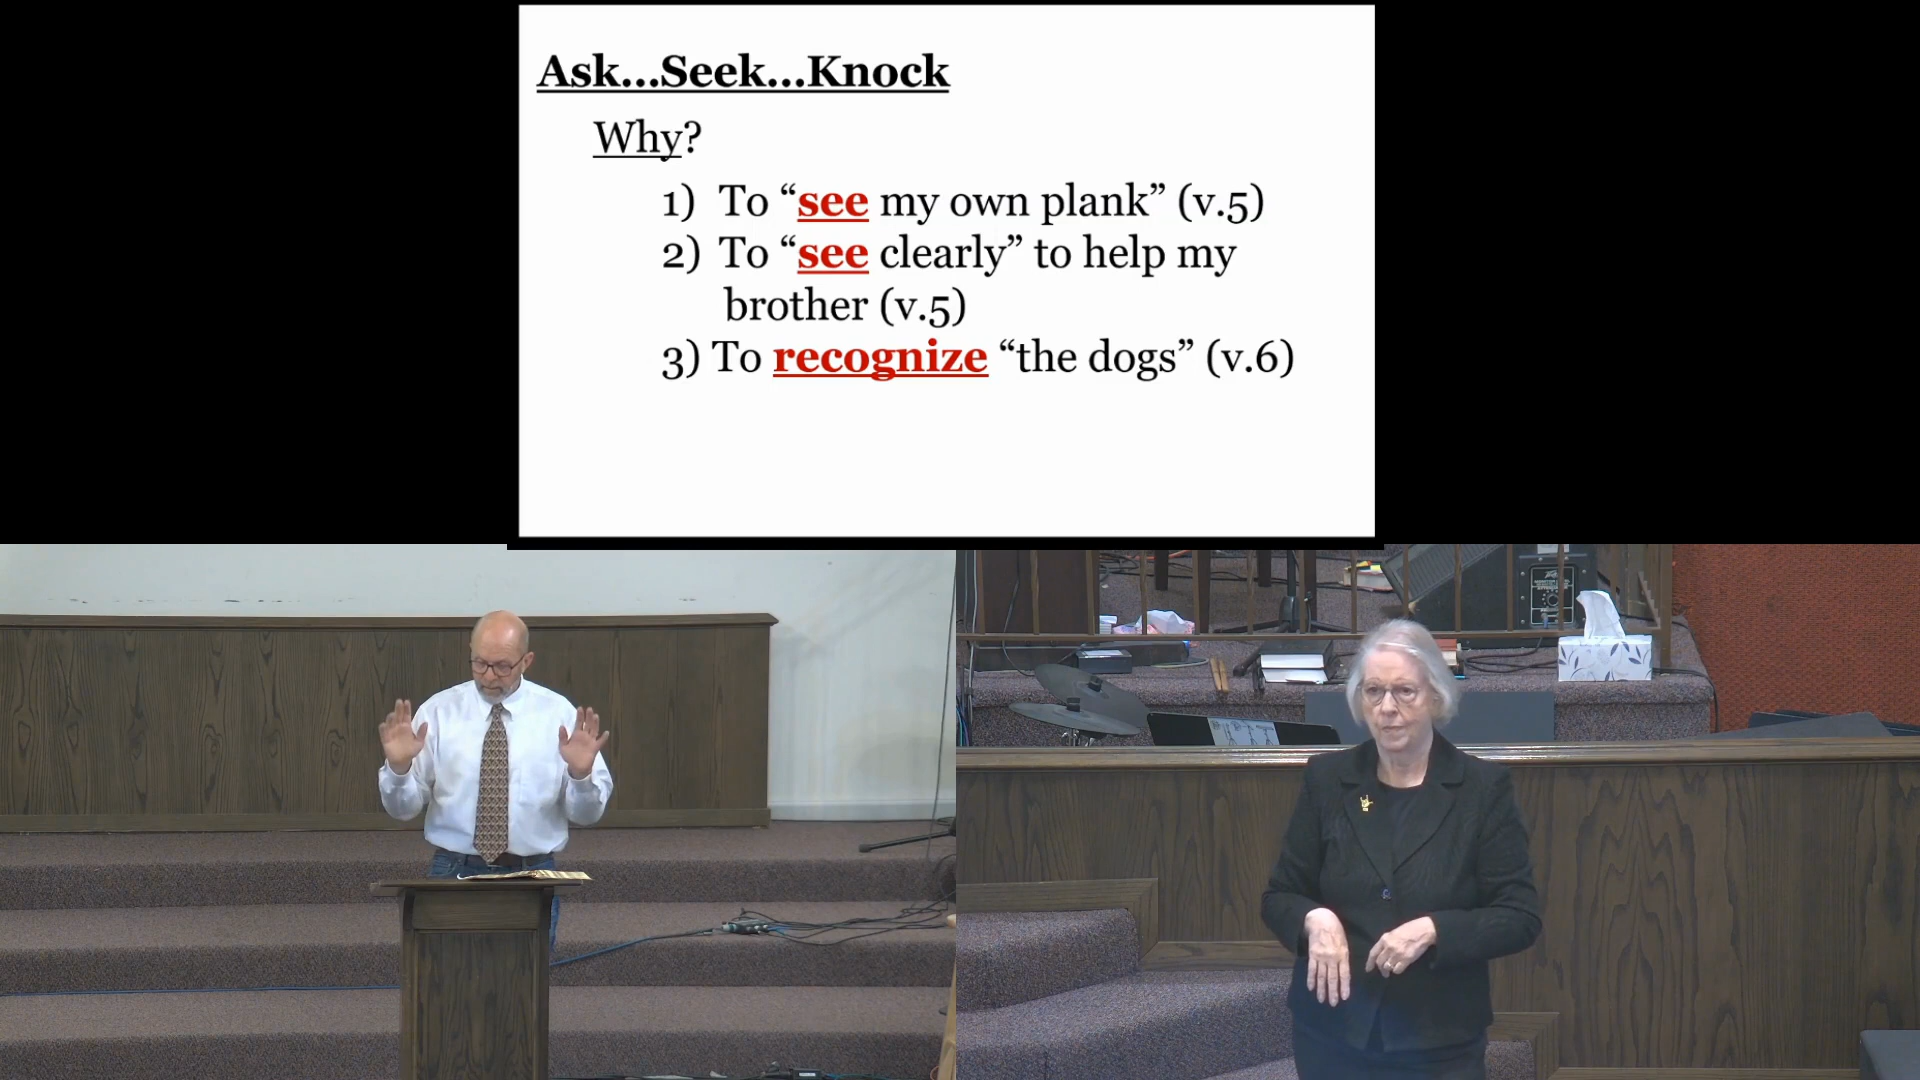 Ask...Seek...Knock
Why?
1) To “see my own plank” (v.5)
2) To “see clearly” to help my
brother (v.5)
3) To recognize “the dogs” (v.6)